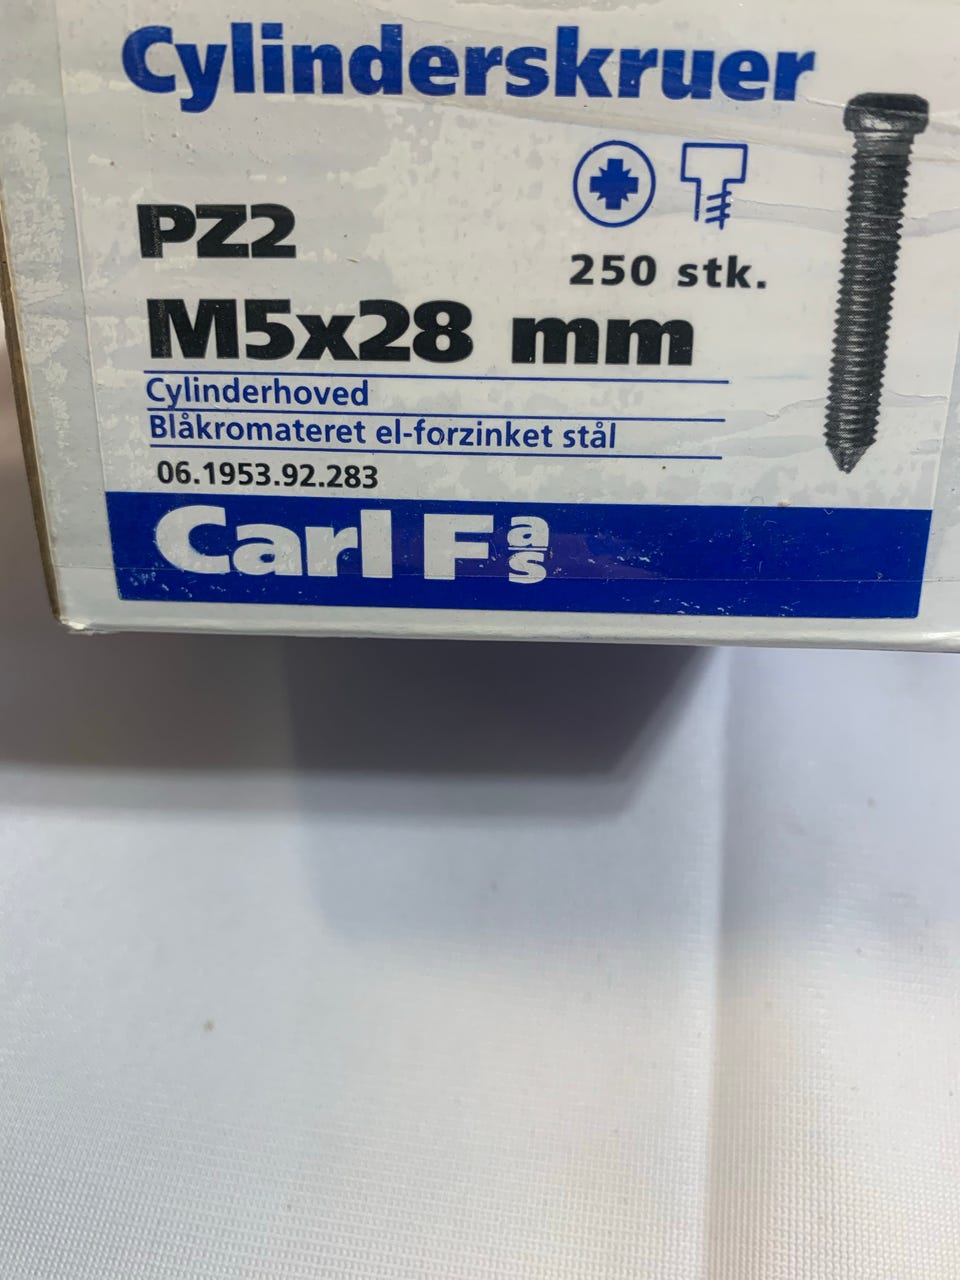 Cylinderskruer
PZ2
250 stk.
M5x28 mm
Cylinderhoved
Blåkromateret el-forzinket stål
06.1953.92.283
Carl F a/s